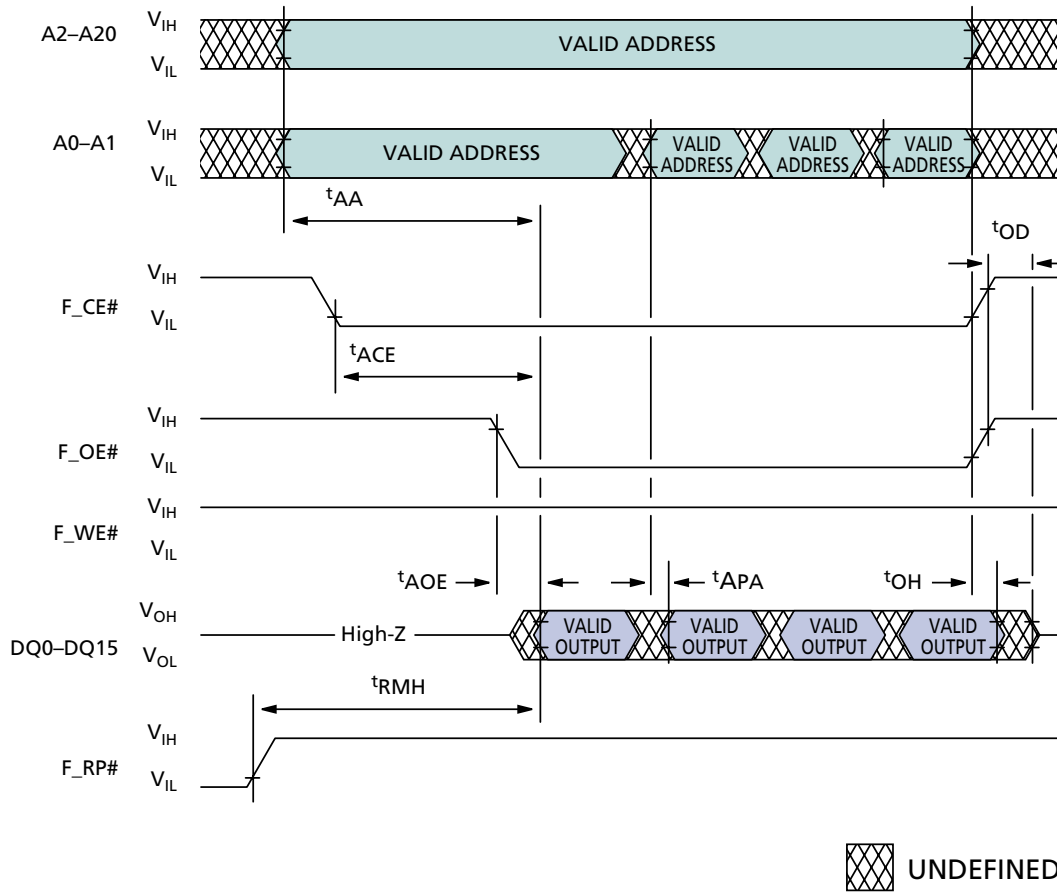 A2–A20
VIH
VIL
VALID ADDRESS
A0–A1
VIH
VIL
VALID ADDRESS
VALID ADDRESS
VALID ADDRESS
VALID ADDRESS
tAA
tOD
F_CE#
VIH
VIL
tACE
F_OE#
VIH
VIL
F_WE#
VIH
VIL
tAOE
tAPA
tOH
DQ0–DQ15
VOH
VOL
High-Z
VALID OUTPUT
VALID OUTPUT
VALID OUTPUT
VALID OUTPUT
tRMH
F_RP#
VIH
VIL
UNDEFINED